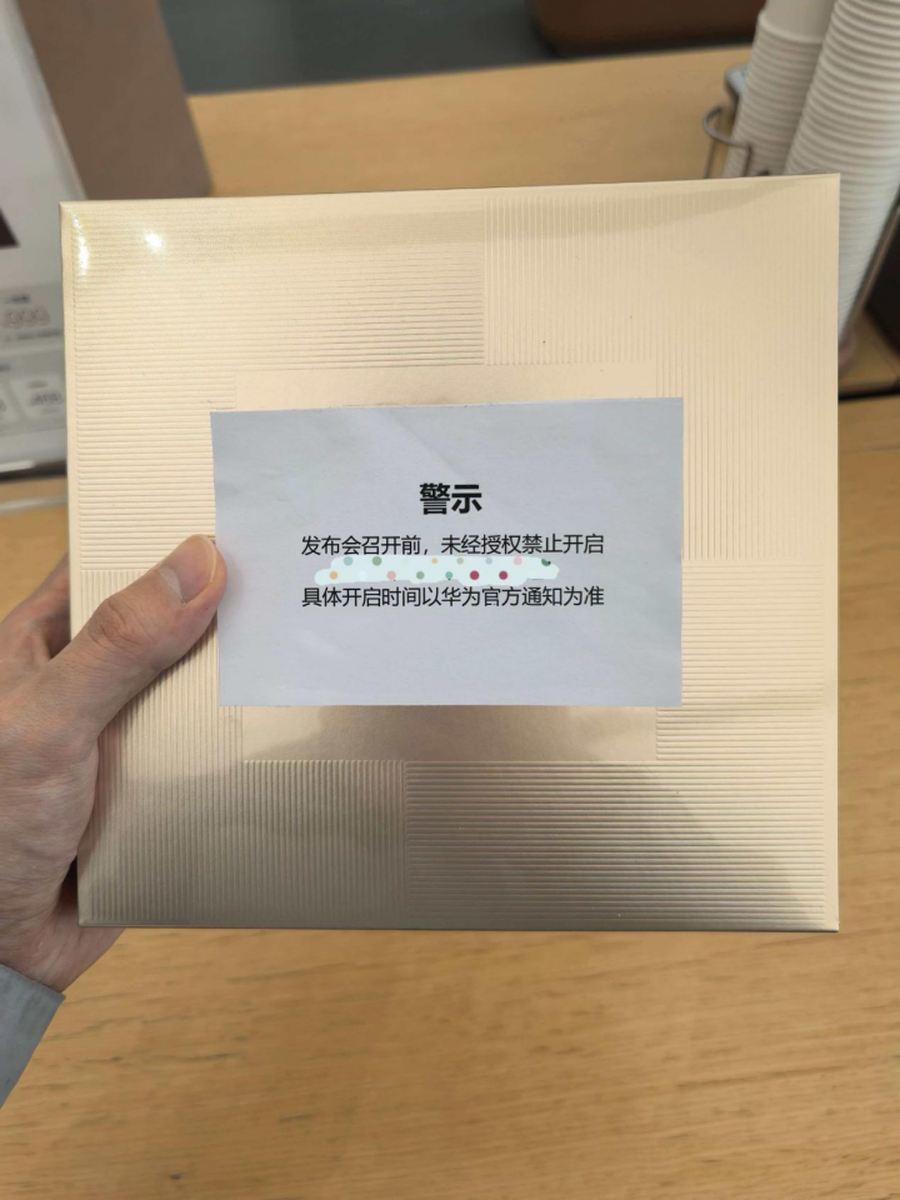 警示
发布会召开前，未经授权禁止开启
具体开启时间以华为官方通知为准